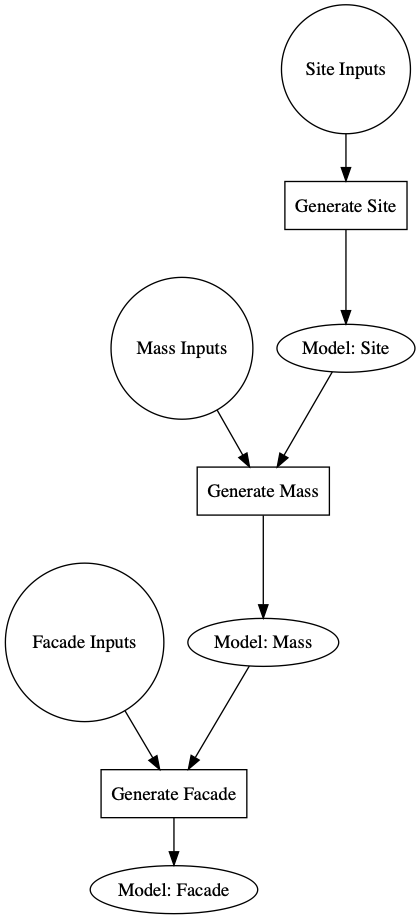 Site Inputs
Generate Site
Mass Inputs
Model: Site
Generate Mass
Facade Inputs
Model: Mass
Generate Facade
Model: Facade